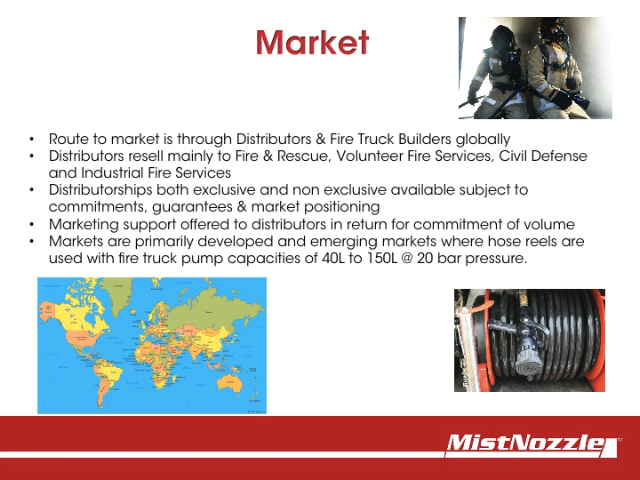 Market
• Route to market is through Distributors & Fire Truck Builders globally
• Distributors resell mainly to Fire & Rescue, Volunteer Fire Services, Civil Defense
and Industrial Fire Services
• Distributorships both exclusive and non exclusive available subject to
commitments, guarantees & market positioning
• Marketing support offered to distributors in return for commitment of volume
• Markets are primarily developed and emerging markets where hose reels are
used with fire truck pump capacities of 40L to 150L @ 20 bar pressure.
MistNozzle